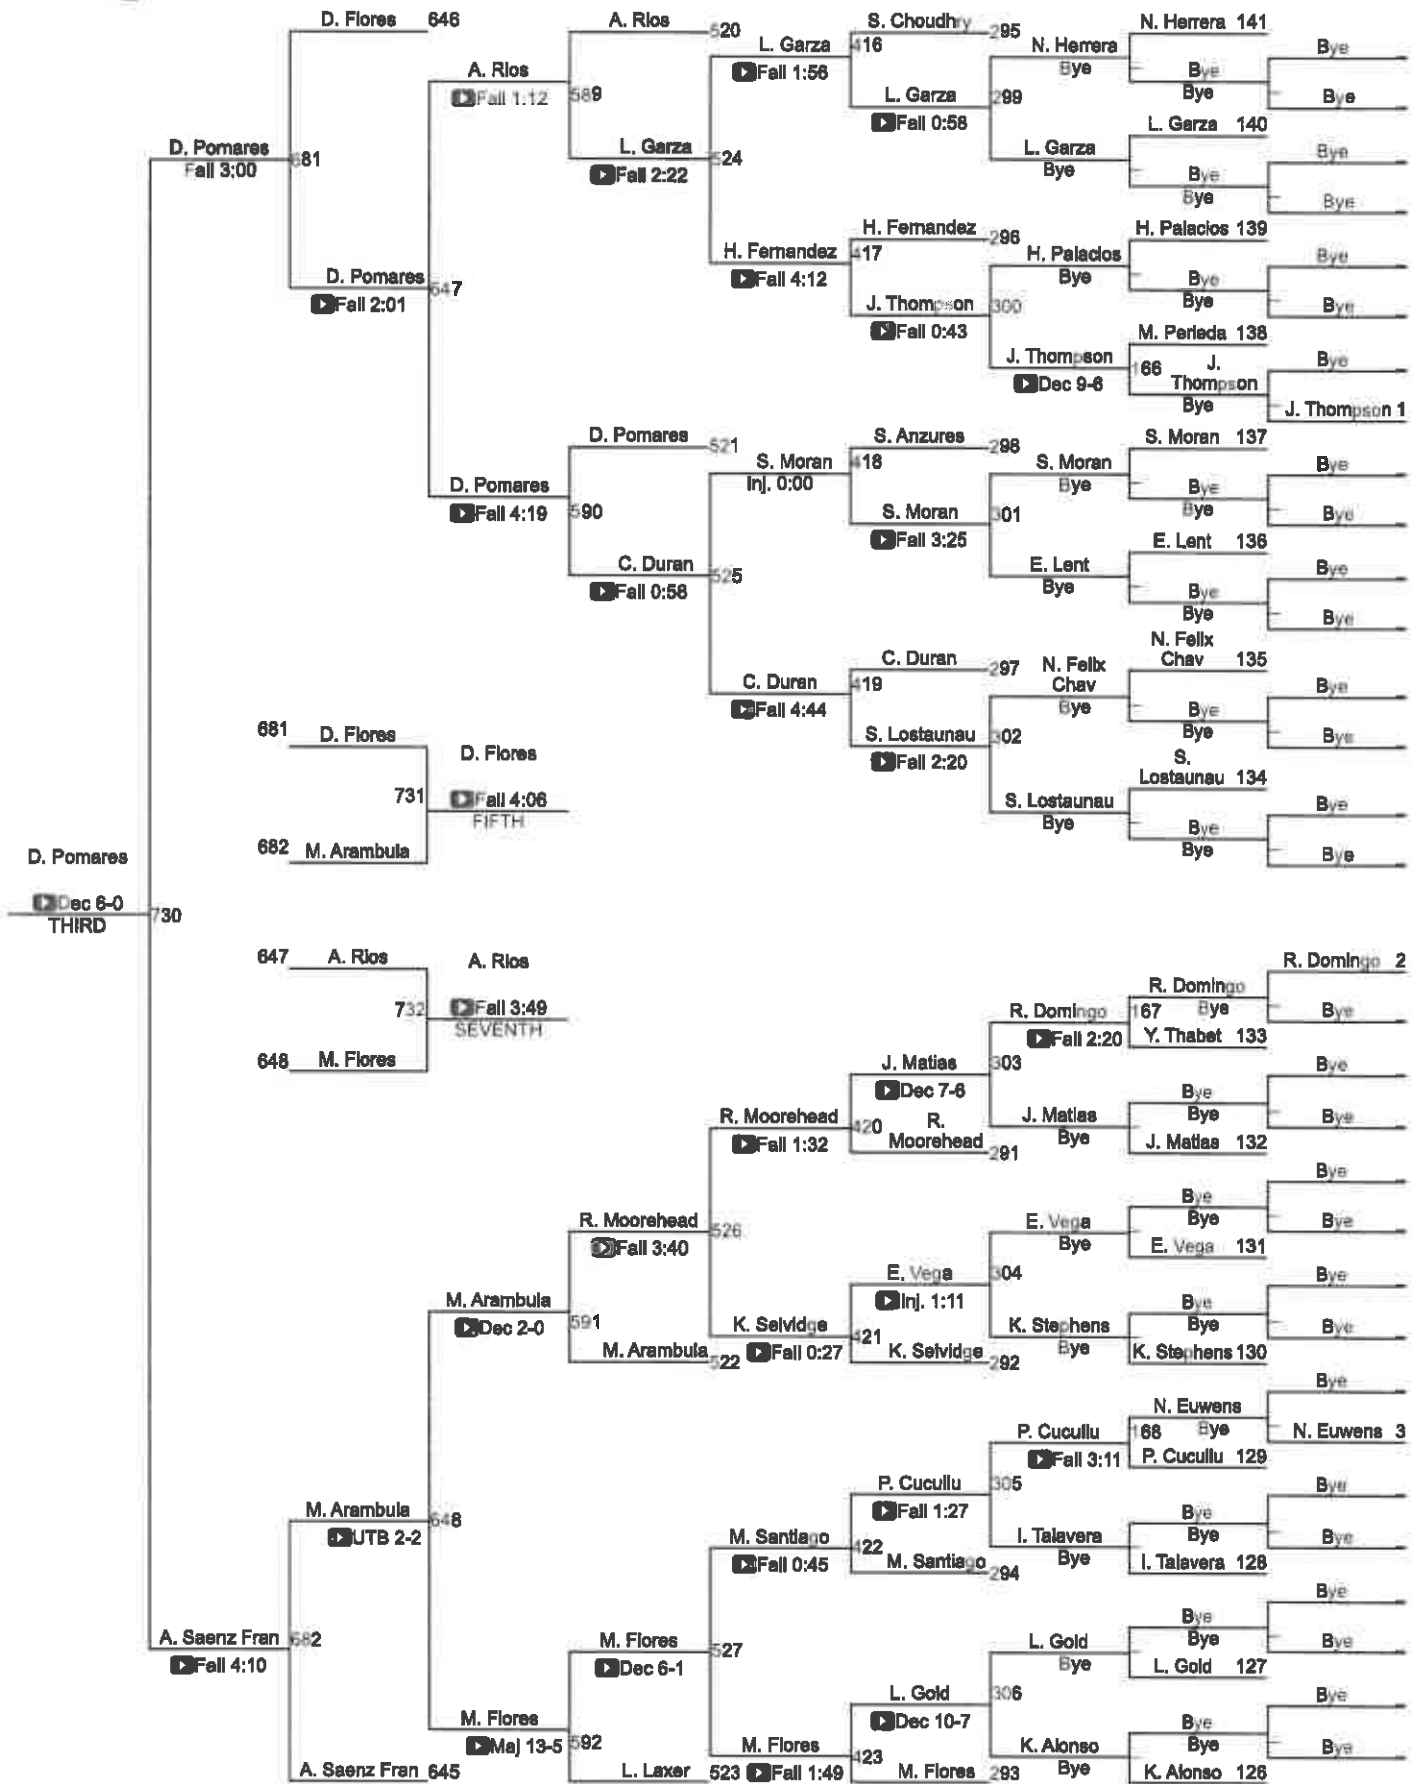 D. Flores 646 A. Rios 520 S. Choudhry 295 N. Herrera 141
L. Garza 416 N. Herrera Bye
A. Rios Fall 1:56 Bye Bye
Fall 1:12 589 L. Garza 299 Bye Bye
Fall 0:58
L. Garza 140
D. Pomares 681 L. Garza 524 L. Garza Bye
Fall 3:00 Fall 2:22 Bye Bye
Bye Bye
H. Fernandez 296 H. Palacios 139
H. Fernandez 417 H. Palacios Bye
D. Pomares Fall 4:12 Bye Bye
Fall 2:01 647 J. Thompson 300 Bye Bye
Fall 0:43 M. Perieda 138
J. Thompson 166 J. Bye
Dec 9-6 Thompson
Bye J. Thompson 1
D. Pomares 521 S. Anzures 298 S. Moran 137
S. Moran 418 S. Moran Bye
D. Pomares Inj. 0:00 Bye Bye
Fall 4:19 590 S. Moran 301 Bye Bye
Fall 3:25 E. Lent 136
C. Duran 525 E. Lent Bye
Fall 0:58 Bye Bye
Bye Bye
N. Felix
C. Duran 297 N. Felix Chav 135
C. Duran 419 Chav Bye
Fall 4:44 Bye Bye
681 D. Flores S. Lostaunau 302 Bye Bye
D. Flores Fall 2:20 S.
Lostaunau 134
731 Fall 4:06 S. Lostaunau Bye
FIFTH Bye Bye
682 M. Arambula Bye Bye
D. Pomares
Dec 6-0 730
THIRD
647 A. Rios A. Rios R. Domingo 2
R. Domingo
732 Fall 3:49 R. Domingo 167 Bye Bye
SEVENTH Fall 2:20 Y. Thabet 133
648 M. Flores J. Matias 303 Bye
Dec 7-6 Bye
R. Moorehead 420 R. J. Matias Bye Bye
Fall 1:32 Moorehead 291 Bye J. Matias 132
Bye
R. Moorehead 526 E. Vega Bye
Fall 3:40 Bye Bye Bye
E. Vega 131
E. Vega 304 Bye
M. Arambula 591 Inj. 1:11 Bye
Dec 2-0 K. Selvidge 421 K. Stephens Bye Bye
M. Arambula 522 Fall 0:27 K. Selvidge 292 Bye K. Stephens 130
Bye
N. Euwens
P. Cucullu 168 Bye N. Euwens 3
Fall 3:11 P. Cucullu 129
M. Arambula 648 P. Cucullu 305 Bye
UTB 2-2 Fall 1:27 Bye
M. Santiago 422 I. Talavera Bye Bye
Fall 0:45 M. Santiago 294 Bye I. Talavera 128
Bye
Bye
A. Saenz Fran 682 M. Flores 527 L. Gold Bye Bye
Fall 4:10 Dec 6-1 Bye L. Gold 127
L. Gold 306 Bye
M. Flores 592 Dec 10-7 Bye
Maj 13-5 M. Flores 423 K. Alonso Bye Bye
A. Saenz Fran 645 L. Laxer 523 Fall 1:49 M. Flores 293 Bye K. Alonso 126